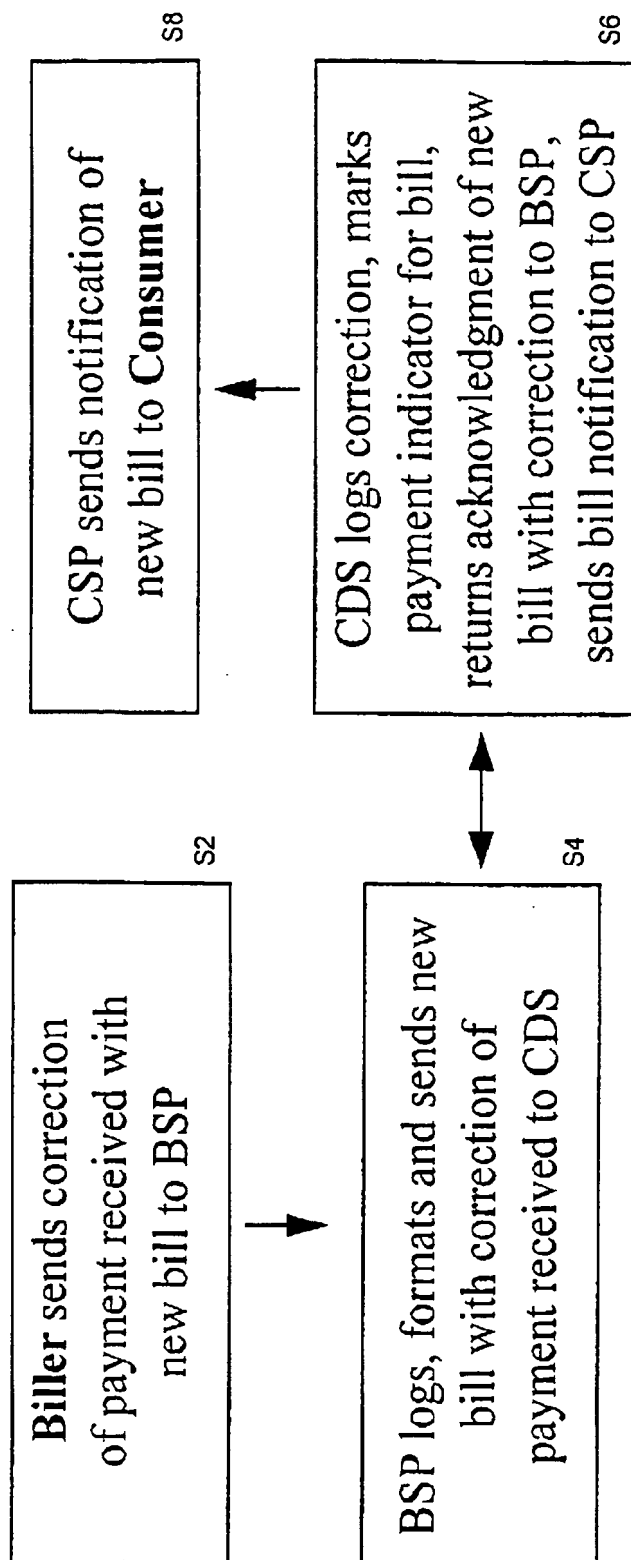 Biller sends correction
of payment received with
new bill to BSP
S2
BSP logs, formats and sends new
bill with correction of
payment received to CDS
S4
CDS logs correction, marks
payment indicator for bill,
returns acknowledgment of new
bill with correction to BSP,
sends bill notification to CSP
S6
CSP sends notification of
new bill to Consumer
S8